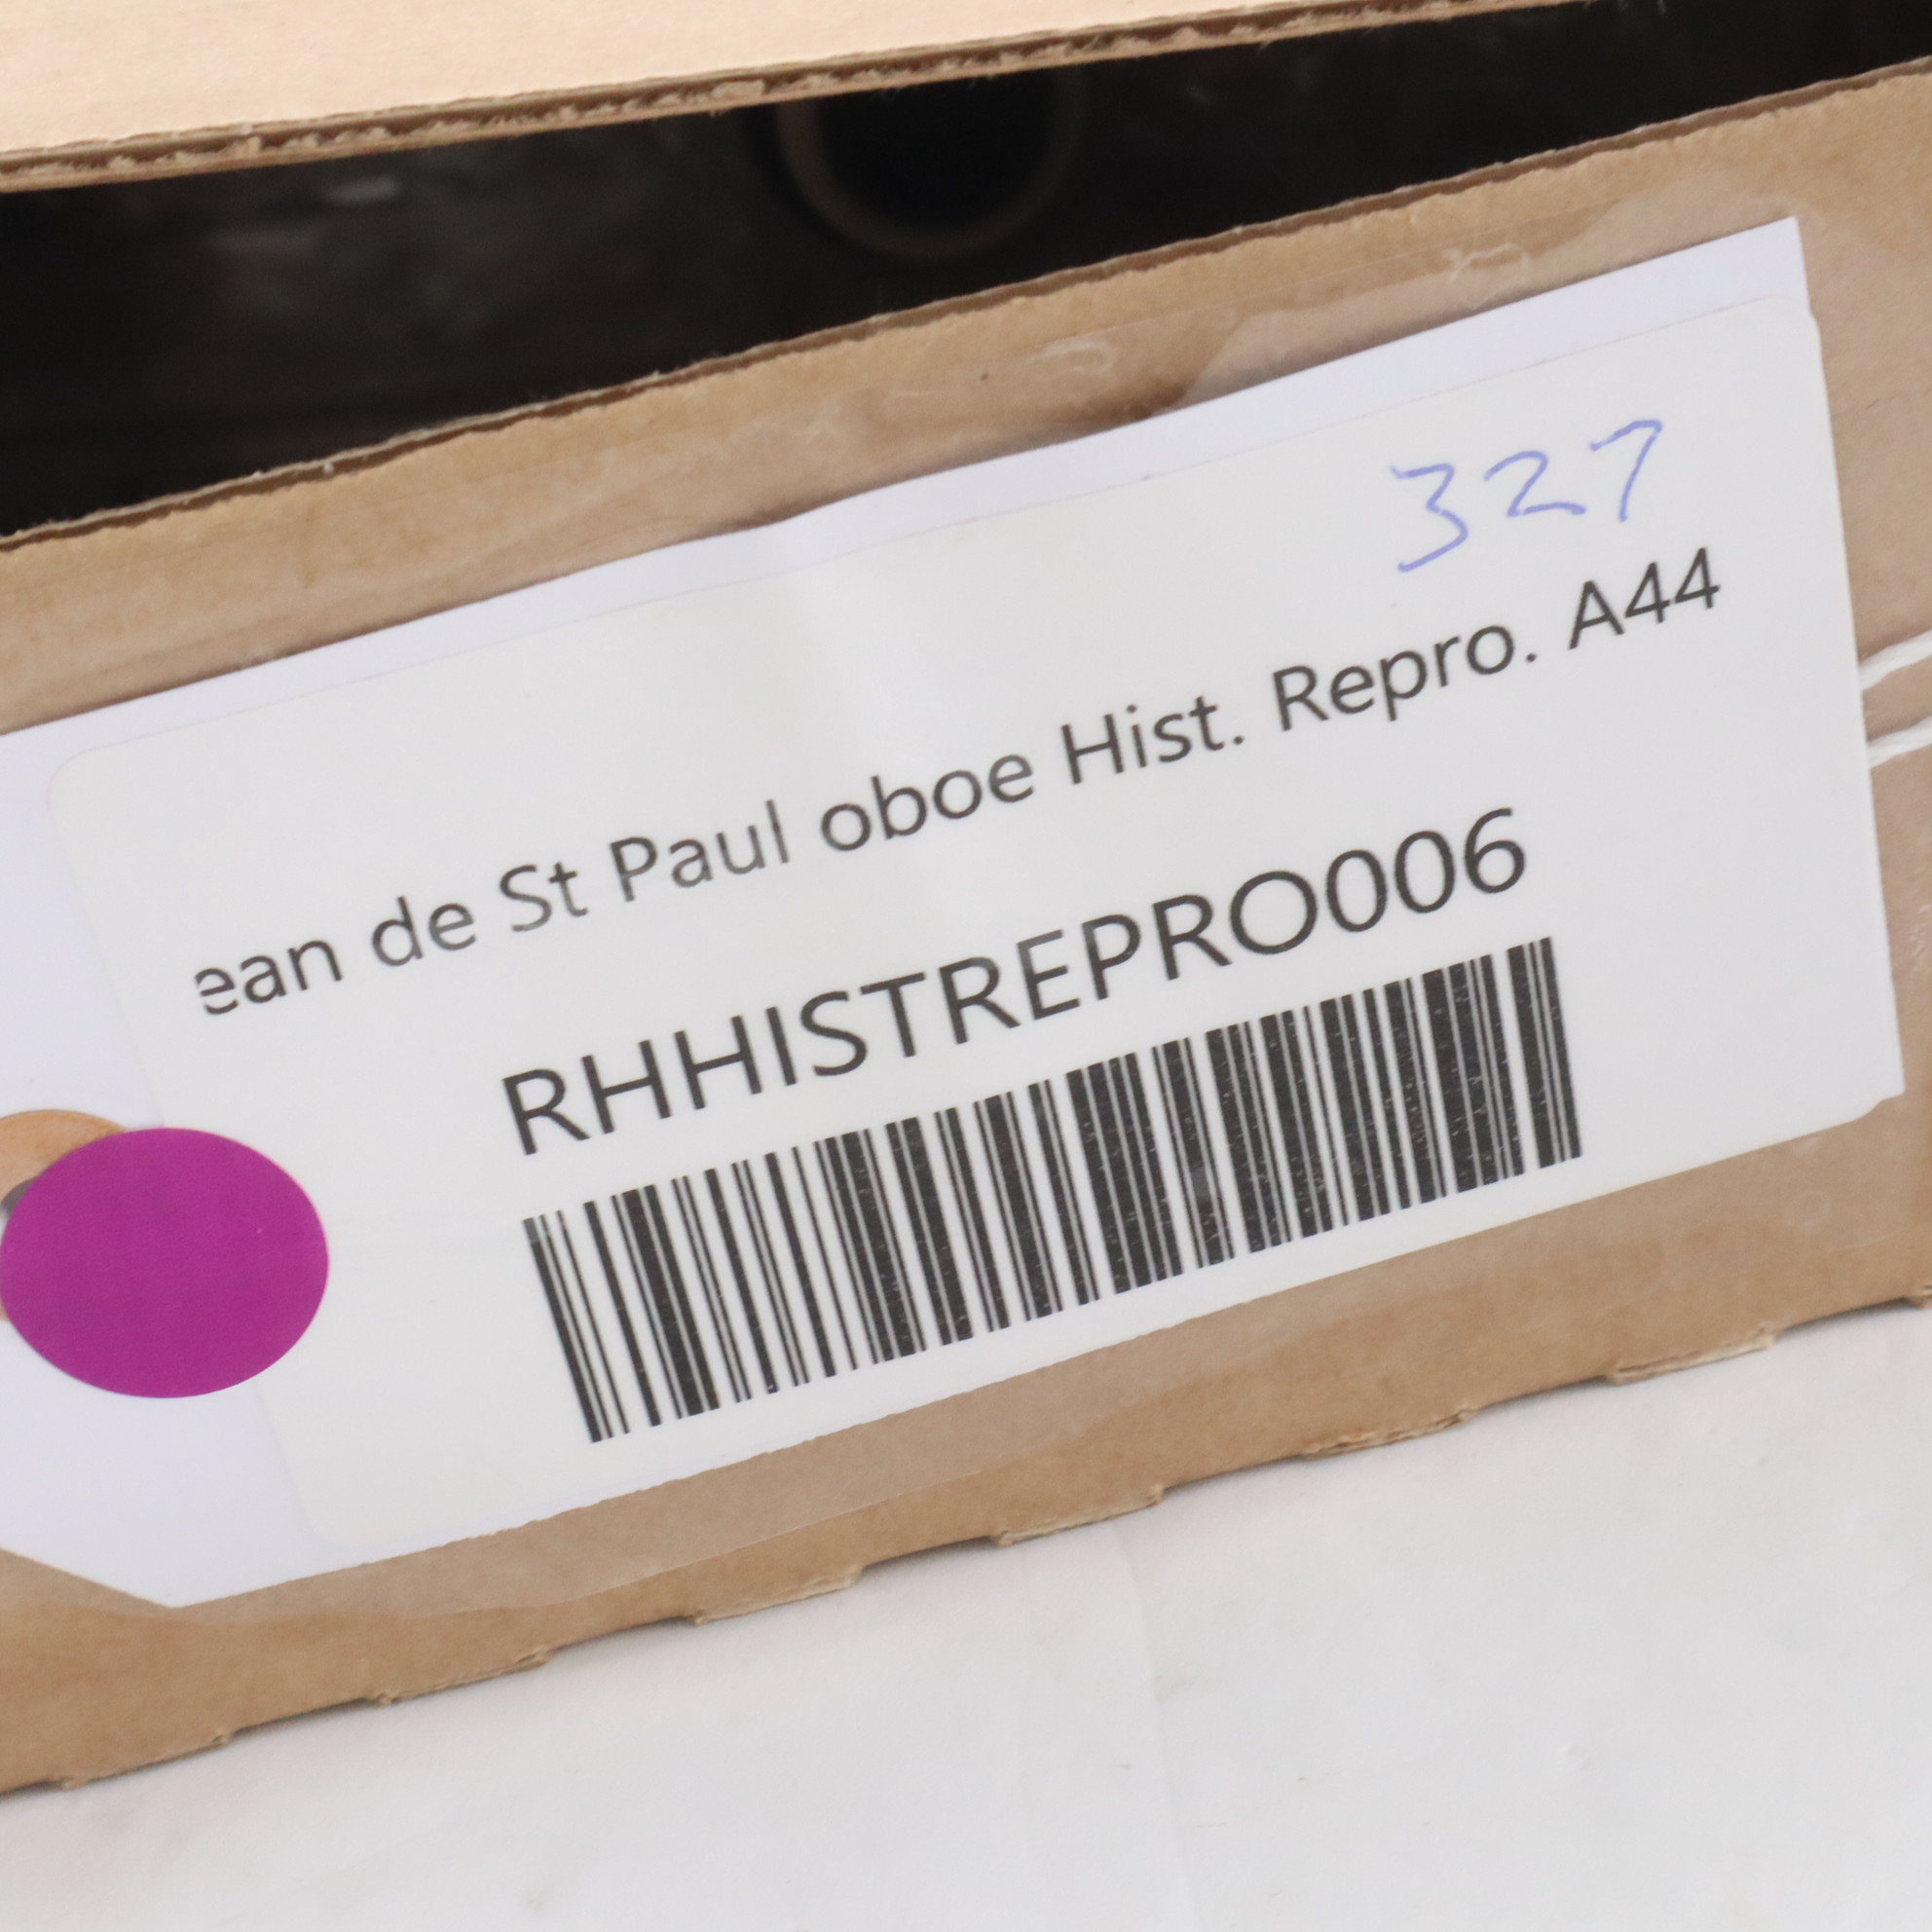 327
ean de St Paul oboe Hist. Repro. A44
RHHISTREPRO006